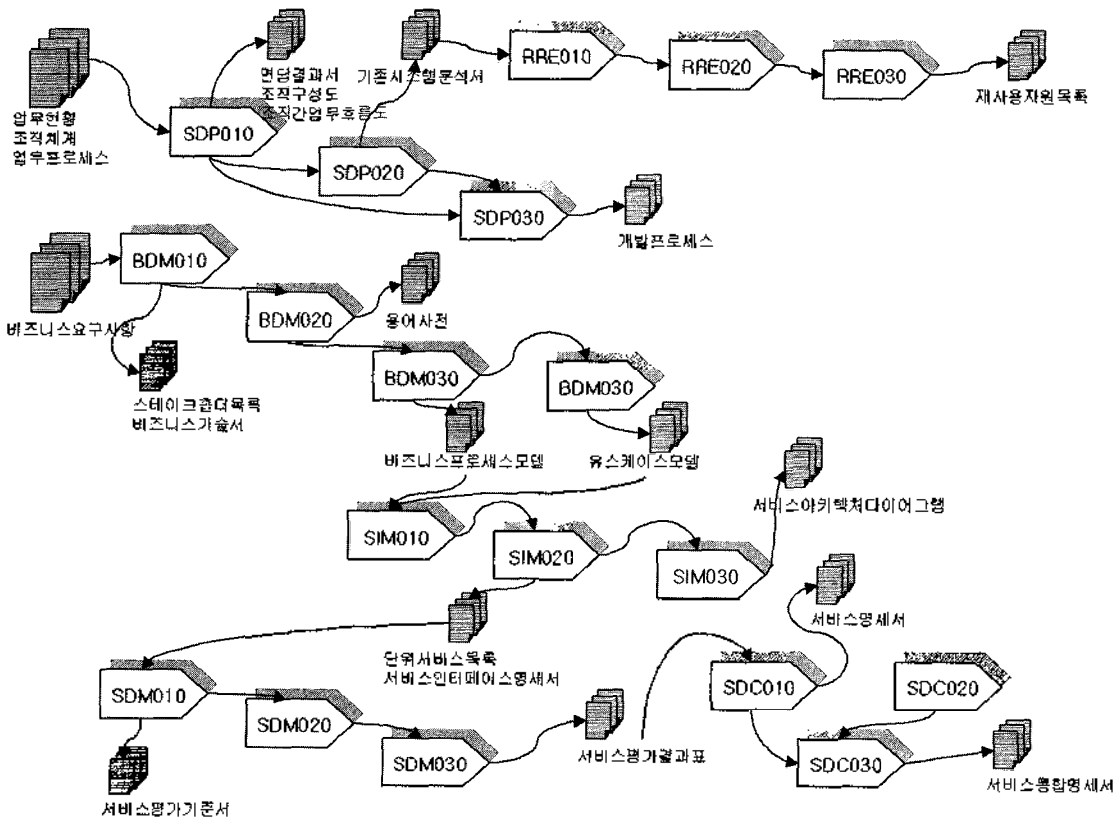 업무현황
조직체계
업무프로세스
SDP010
면담결과서
조직구성도
조직간업무흐름도
기존시스템분석서
RRE010
RRE020
RRE030
재사용자원목록
SDP020
SDP030
개발프로세스
비즈니스요구사항
BDM010
스테이크홀더목록
비즈니스기술서
BDM020
용어사전
BDM030
BDM030
비즈니스프로세스모델
유스케이스모델
SIM010
SIM020
SIM030
서비스아키텍쳐다이어그램
단위서비스목록
서비스인터페이스명세서
서비스명세서
SDM010
SDM020
SDM030
서비스평가기준서
서비스평가결과표
SDC010
SDC020
SDC030
서비스통합명세서